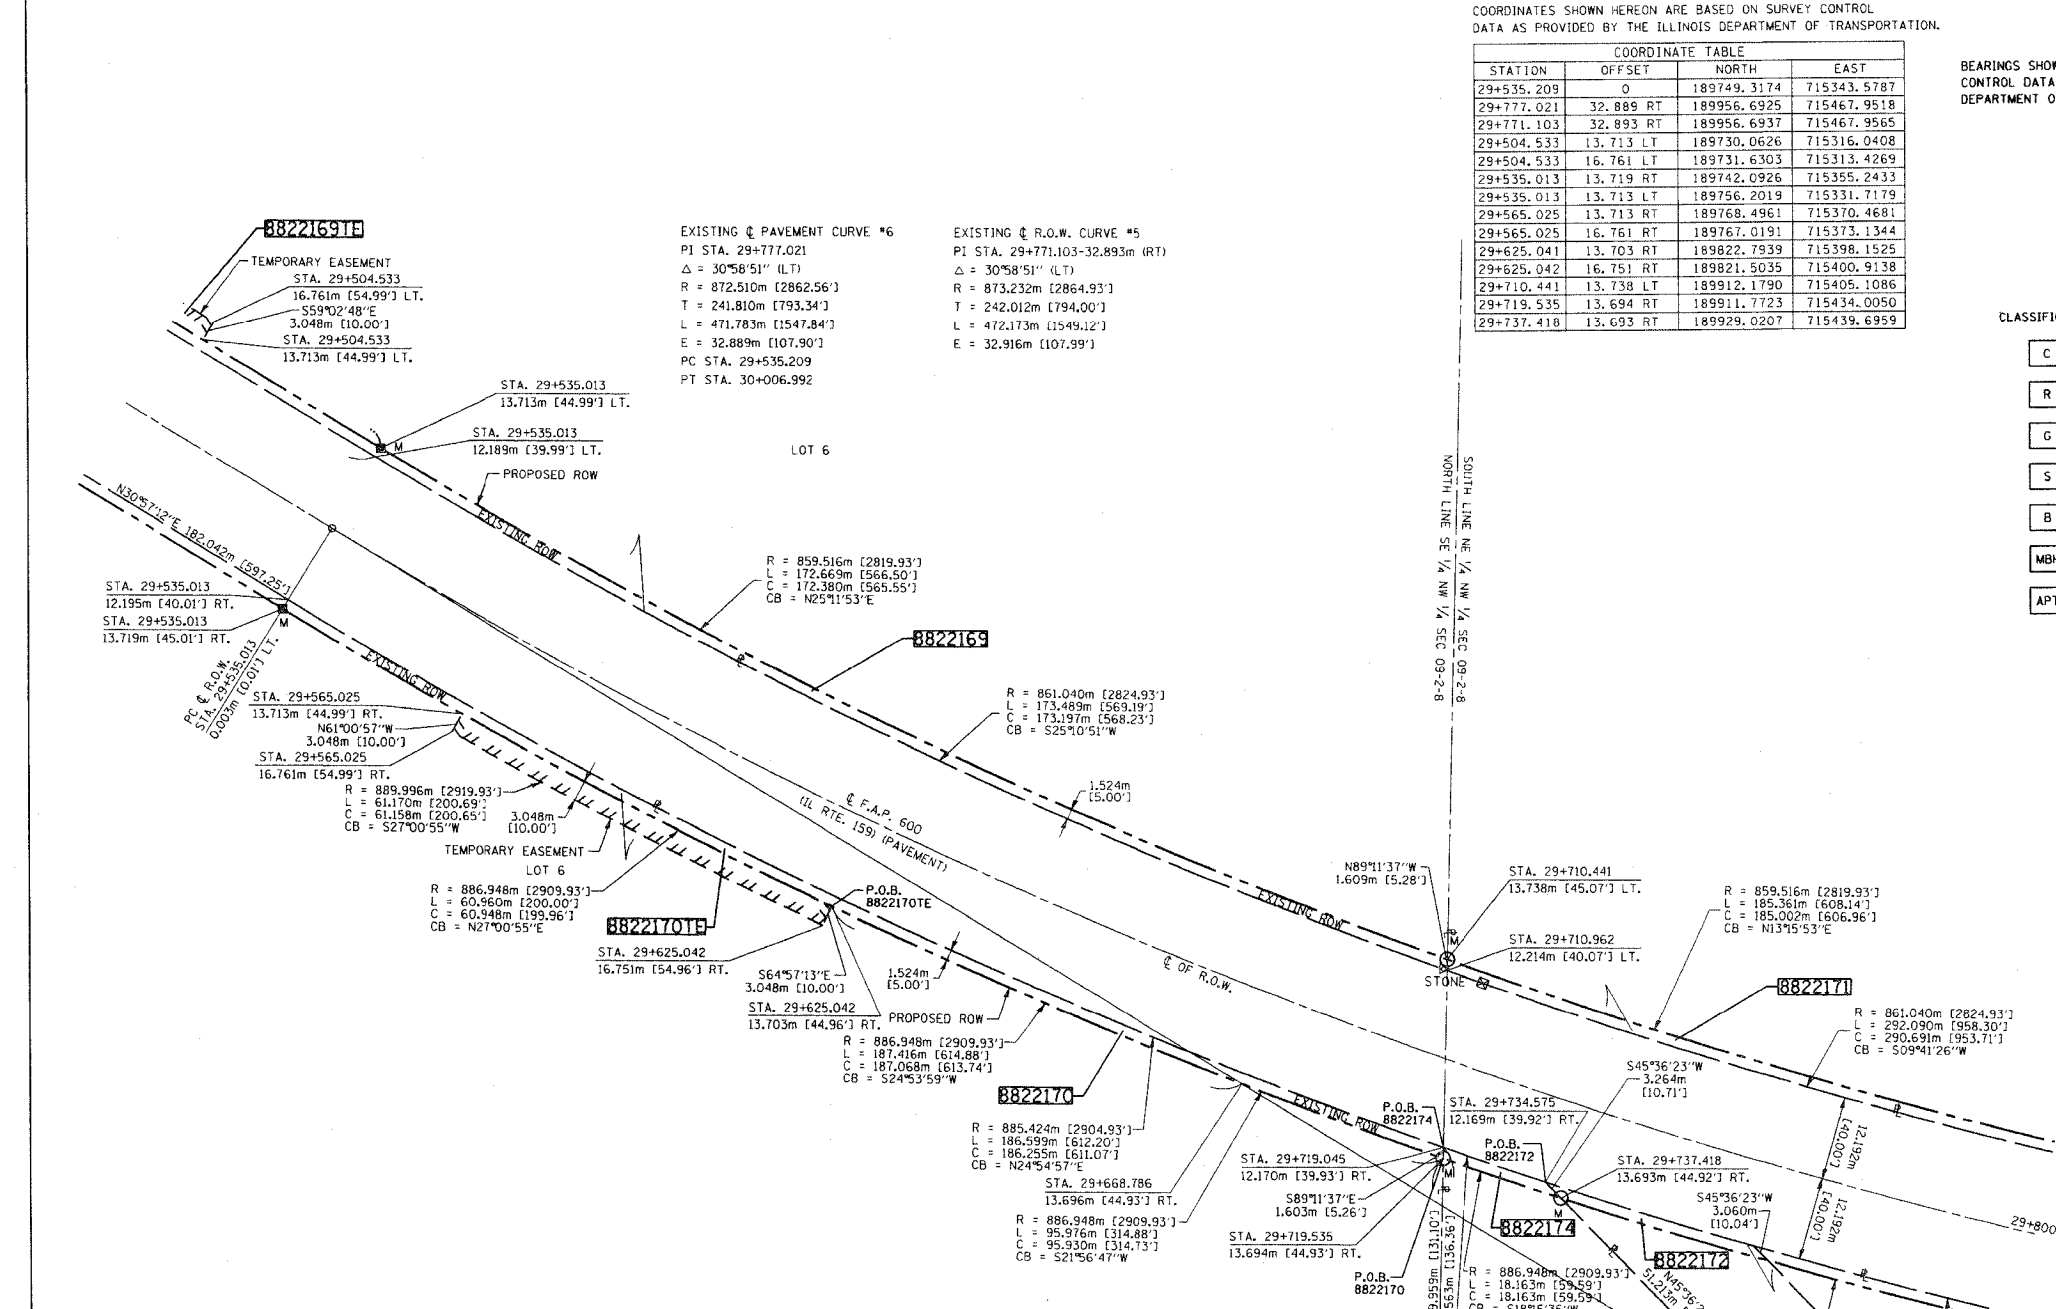 COORDINATES SHOWN HEREON ARE BASED ON SURVEY CONTROL
DATA AS PROVIDED BY THE ILLINOIS DEPARTMENT OF TRANSPORTATION.
COORDINATE TABLE
STATION OFFSET NORTH EAST
29+535.209 0 189749.3174 715343.5787
29+777.021 32.889 RT 189956.6925 715467.9518
29+771.103 32.893 RT 189956.6937 715467.9565
29+504.533 13.713 LT 189730.0626 715316.0408
29+504.533 16.761 LT 189731.6303 715313.4269
29+535.013 13.719 RT 189742.0926 715355.2433
29+535.013 13.713 LT 189756.2019 715331.7179
29+565.025 13.713 RT 189768.4961 715370.4681
29+565.025 16.761 RT 189767.0191 715373.1344
29+625.041 13.703 RT 189822.7939 715398.1525
29+625.042 16.751 RT 189821.5035 715400.9138
29+710.441 13.738 LT 189912.1790 715405.1086
29+719.535 13.694 RT 189911.7723 715434.0050
29+737.418 13.693 RT 189929.0207 715439.6959
BEARINGS SHOW
CONTROL DATA
DEPARTMENT O
CLASSIFI
C
R
G
S
B
MBH
APT
8822169TE
TEMPORARY EASEMENT
STA. 29+504.533
16.761m [54.99'] LT.
S59°02'48"E
3.048m [10.00']
STA. 29+504.533
13.713m [44.99'] LT.
EXISTING ℄ PAVEMENT CURVE #6
PI STA. 29+777.021
Δ = 30°58'51" (LT)
R = 872.510m [2862.56']
T = 241.810m [793.34']
L = 471.783m [1547.84']
E = 32.889m [107.90']
PC STA. 29+535.209
PT STA. 30+006.992
EXISTING ℄ R.O.W. CURVE #5
PI STA. 29+771.103-32.893m (RT)
Δ = 30°58'51" (LT)
R = 873.232m [2864.93']
T = 242.012m [794.00']
L = 472.173m [1549.12']
E = 32.916m [107.99']
STA. 29+535.013
13.713m [44.99'] LT.
M
STA. 29+535.013
12.189m [39.99'] LT.
PROPOSED ROW
LOT 6
EXISTING ROW
NORTH LINE SE 1/4 NW 1/4 SEC 09-2-8
SOUTH LINE NE 1/4 NW 1/4 SEC 09-2-8
N30°57'12"E 182.042m [597.25']
R = 859.516m [2819.93']
L = 172.669m [566.50']
C = 172.380m [565.55']
CB = N25°11'53"E
STA. 29+535.013
12.195m [40.01'] RT.
STA. 29+535.013
13.719m [45.01'] RT.
M
8822169
℄
PC ℄ R.O.W.
STA. 29+535.013
0.003m [0.01'] LT.
EXISTING ROW
STA. 29+565.025
13.713m [44.99'] RT.
N61°00'57"W
3.048m [10.00']
STA. 29+565.025
16.761m [54.99'] RT.
R = 861.040m [2824.93']
L = 173.489m [569.19']
C = 173.197m [568.23']
CB = S25°10'51"W
R = 889.996m [2919.93']
L = 61.170m [200.69']
C = 61.158m [200.65']
CB = S27°00'55"W
3.048m
[10.00']
1.524m
[5.00']
℄ F.A.P. 600
(IL RTE. 159) (PAVEMENT)
TEMPORARY EASEMENT
LOT 6
R = 886.948m [2909.93']
L = 60.960m [200.00']
C = 60.948m [199.96']
CB = N27°00'55"E
P.O.B.
8822170TE
8822170TE
STA. 29+625.042
16.751m [54.96'] RT.
S64°57'13"E
3.048m [10.00']
STA. 29+625.042
13.703m [44.96'] RT.
1.524m
[5.00']
PROPOSED ROW
N89°11'37"W
1.609m [5.28']
STA. 29+710.441
13.738m [45.07'] LT.
EXISTING ROW
M
STA. 29+710.962
12.214m [40.07'] LT.
STONE
℄ OF R.O.W.
R = 859.516m [2819.93']
L = 185.361m [608.14']
C = 185.002m [606.96']
CB = N13°15'53"E
8822171
R = 861.040m [2824.93']
L = 292.090m [958.30']
C = 290.691m [953.71']
CB = S09°41'26"W
R = 886.948m [2909.93']
L = 187.416m [614.88']
C = 187.068m [613.74']
CB = S24°53'59"W
8822170
S45°36'23"W
3.264m
[10.71']
R = 885.424m [2904.93']
L = 186.599m [612.20']
C = 186.255m [611.07']
CB = N24°54'57"E
EXISTING ROW
P.O.B.
8822174
STA. 29+734.575
12.169m [39.92'] RT.
P.O.B.
8822172
12.192m
[40.00']
12.192m
[40.00']
STA. 29+668.786
13.696m [44.93'] RT.
STA. 29+719.045
12.170m [39.93'] RT.
S89°11'37"E
1.603m [5.26']
M
STA. 29+737.418
13.693m [44.92'] RT.
M
S45°36'23"W
3.060m
[10.04']
R = 886.948m [2909.93']
L = 95.976m [314.88']
C = 95.930m [314.73']
CB = S21°56'47"W
STA. 29+719.535
13.694m [44.93'] RT.
8822174
8822172
29+800
P.O.B.
8822170
9.959m [131.10']
563m [136.36']
R = 886.948m [2909.93']
L = 18.163m [59.59']
C = 18.163m [59.59']
N45°36'2
51.213m